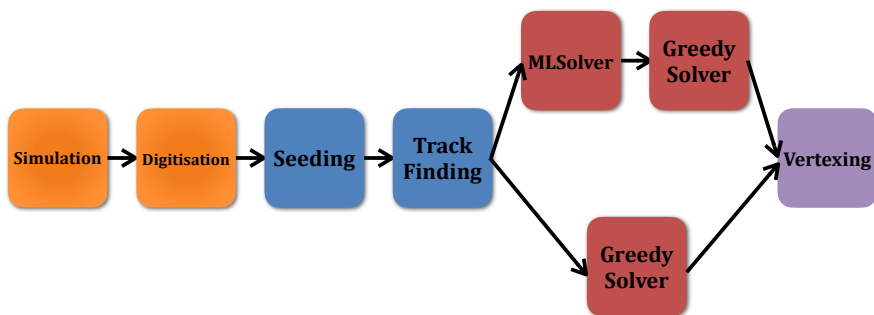 Simulation
Digitisation
Seeding
Track
Finding
MLSolver
Greedy
Solver
Greedy
Solver
Vertexing